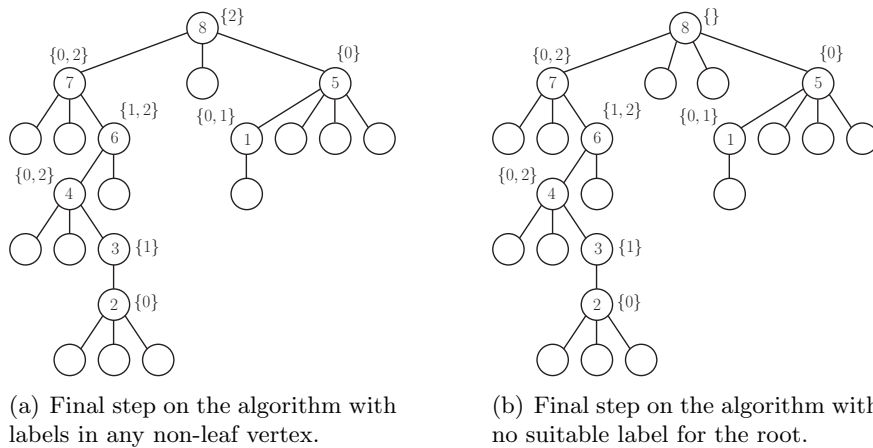 {2} {}
8 8
{0, 2} {0} {0, 2} {0}
7 5 7 5
{1, 2} {0, 1} {1, 2} {0, 1}
6 1 6 1
{0, 2} {0, 2}
4 4
3 {1} 3 {1}
2 {0} 2 {0}
(a) Final step on the algorithm with
labels in any non-leaf vertex.
(b) Final step on the algorithm with
no suitable label for the root.